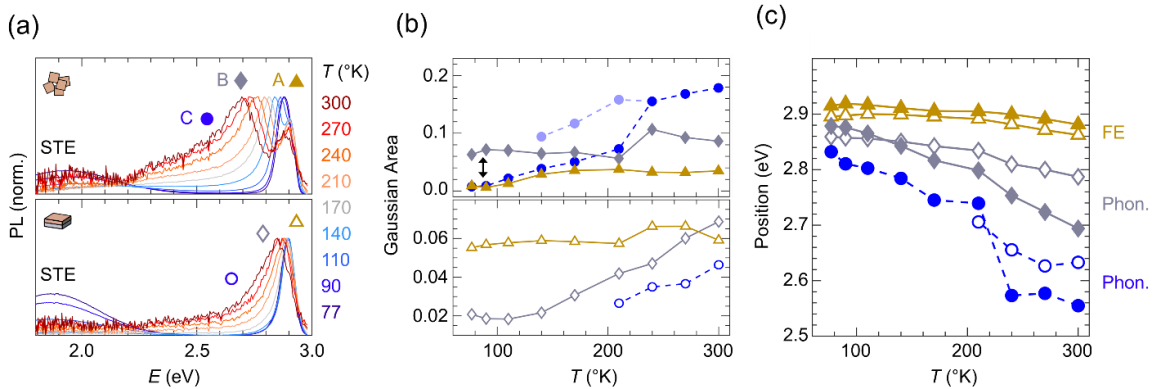 (a)
(b)
(c)
PL (norm.)
STE
C
B
A
T (°K)
300
270
240
210
STE
170
140
110
90
77
2.0
2.5
3.0
E (eV)
Gaussian Area
0.2
0.1
0.0
0.06
0.04
0.02
100
200
300
T (°K)
Position (eV)
2.9
2.8
2.7
2.6
2.5
FE
Phon.
Phon.
100
200
300
T (°K)